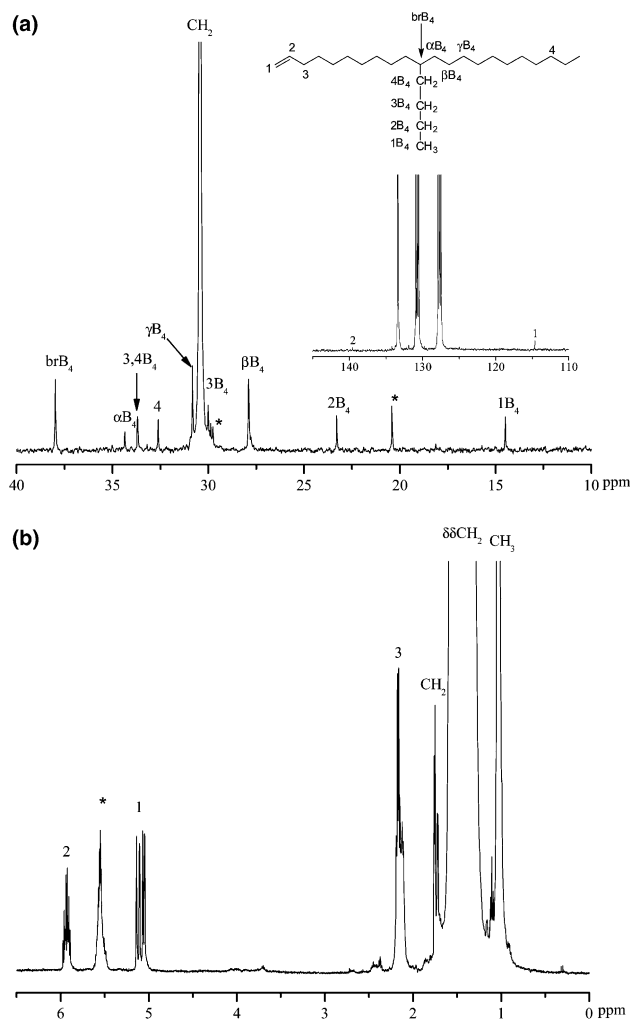 (a)
CH₂
brB₄
2
αB₄
γB₄
4
1
3
4B₄ CH₂
βB₄
3B₄ CH₂
2B₄ CH₂
1B₄ CH₃
2
1
140 130 120 110
brB₄
αB₄
3,4B₄
4
γB₄
3B₄
*
βB₄
2B₄
*
1B₄
40 35 30 25 20 15 10 ppm
(b)
δδCH₂
CH₃
3
CH₂
*
1
2
6 5 4 3 2 1 0 ppm